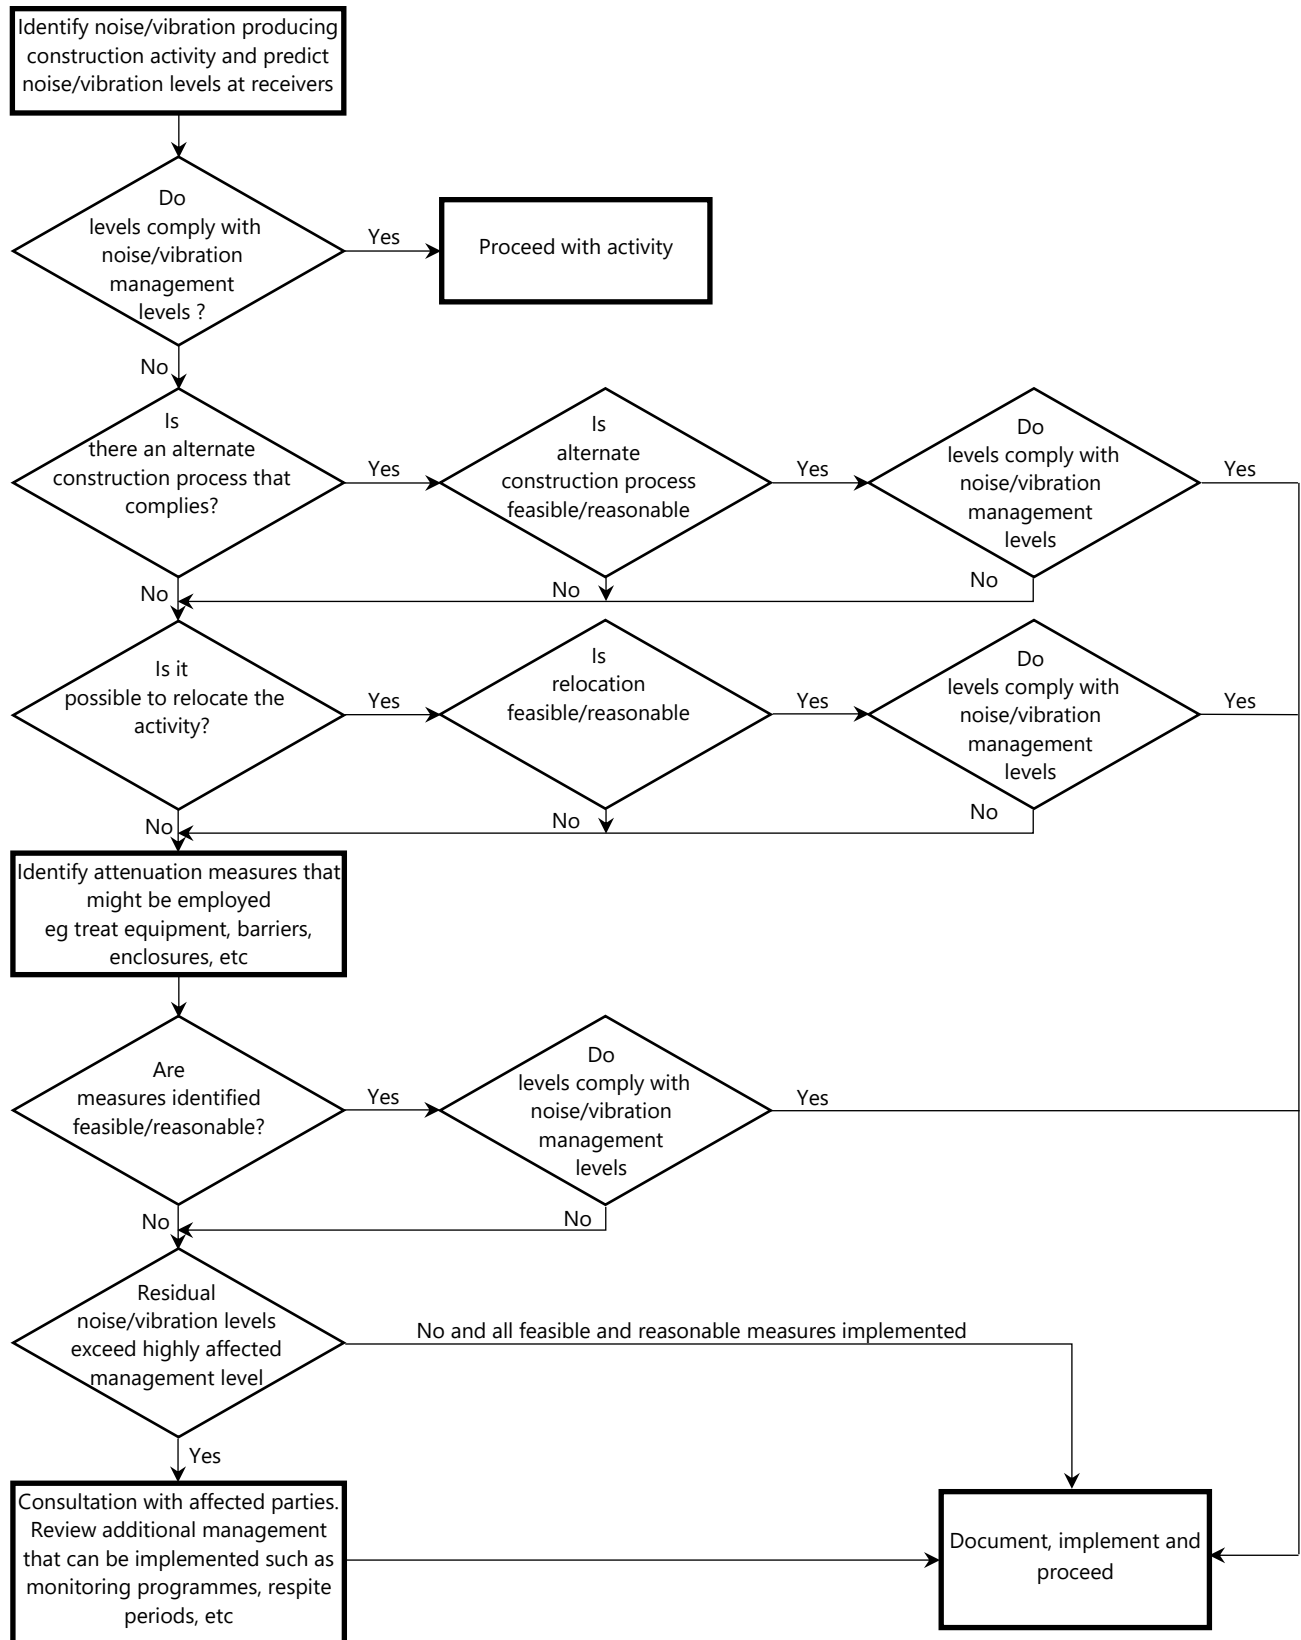 Identify noise/vibration producing
construction activity and predict
noise/vibration levels at receivers
Do
levels comply with
noise/vibration
management
levels ?
Yes
Proceed with activity
No
Is
there an alternate
construction process that
complies?
Yes
Is
alternate
construction process
feasible/reasonable
Yes
Do
levels comply with
noise/vibration
management
levels
Yes
No
No
No
Is it
possible to relocate the
activity?
Yes
Is
relocation
feasible/reasonable
Yes
Do
levels comply with
noise/vibration
management
levels
Yes
No
No
No
Identify attenuation measures that
might be employed
eg treat equipment, barriers,
enclosures, etc
Are
measures identified
feasible/reasonable?
Yes
Do
levels comply with
noise/vibration
management
levels
Yes
No
No
Residual
noise/vibration levels
exceed highly affected
management level
No and all feasible and reasonable measures implemented
Yes
Consultation with affected parties.
Review additional management
that can be implemented such as
monitoring programmes, respite
periods, etc
Document, implement and
proceed